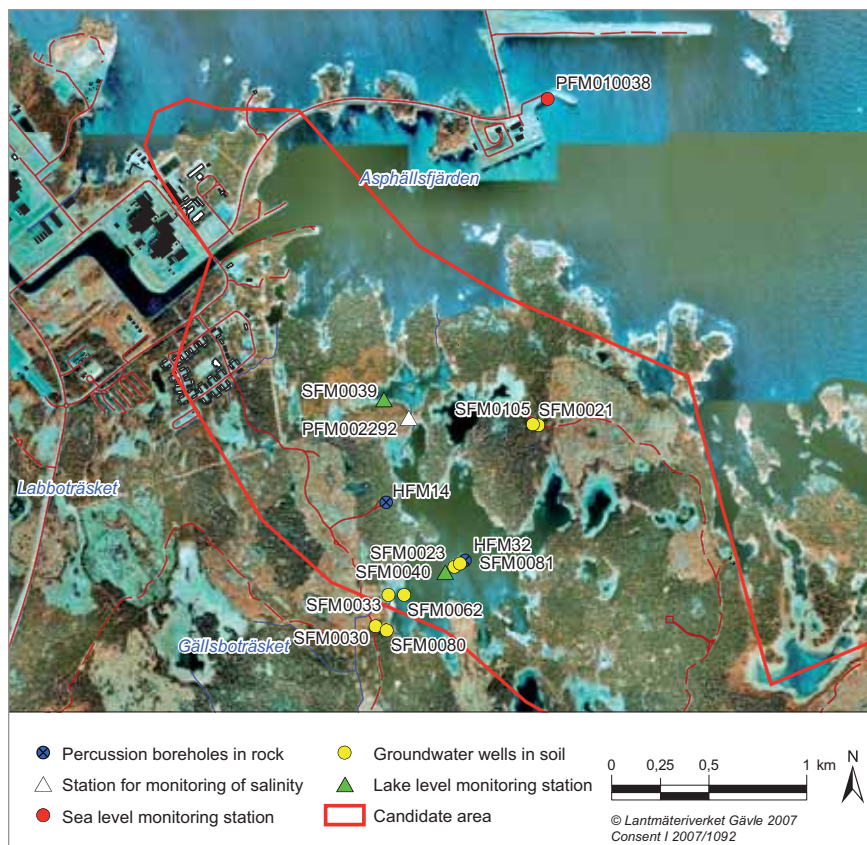 PFM010038
Asphällsfjärden
SFM0039
SFM0105
SFM0021
PFM002292
Labboträsket
HFM14
HFM32
SFM0023
SFM0081
SFM0040
SFM0033
SFM0062
SFM0030
SFM0080
Gällsboträsket
Percussion boreholes in rock
Groundwater wells in soil
Station for monitoring of salinity
Lake level monitoring station
Sea level monitoring station
Candidate area
0 0,25 0,5 1 km
N
© Lantmäteriverket Gävle 2007
Consent I 2007/1092